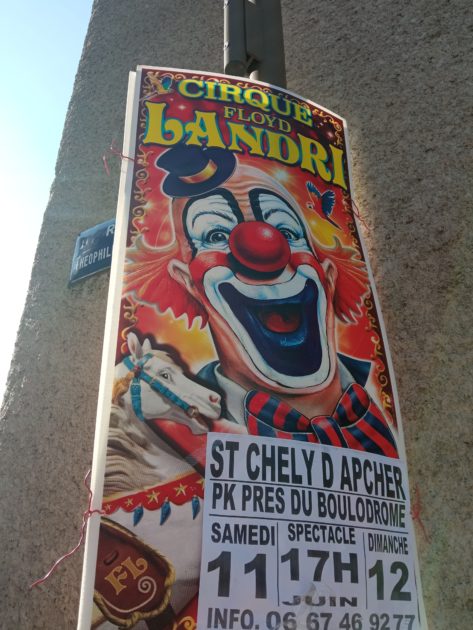 CIRQUE
FLOYD
LANDRI
ST CHELY D APCHER
PK PRES DU BOULODROME
SAMEDI
11
SPECTACLE
17H
JUIN
DIMANCHE
12
INFO. 06 67 46 9277
FL